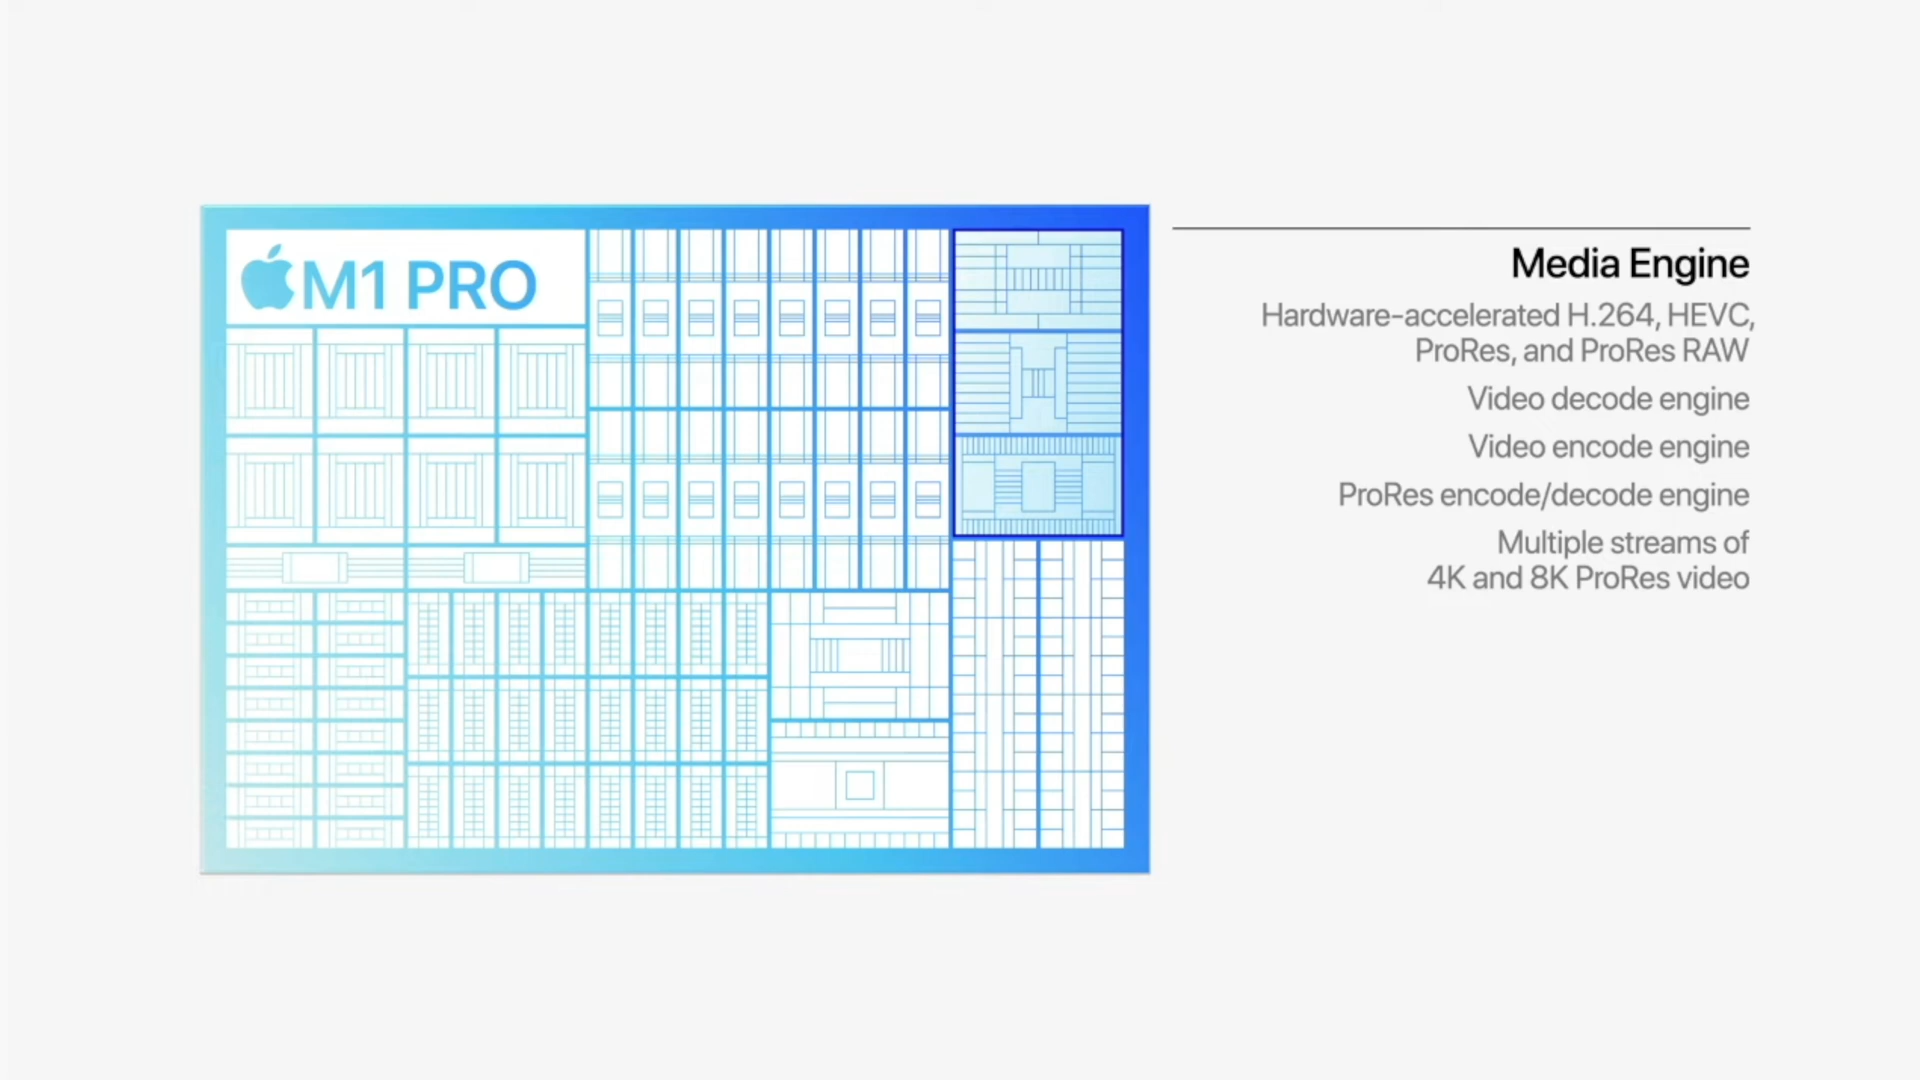 M1 PRO
Media Engine
Hardware-accelerated H.264, HEVC,
ProRes, and ProRes RAW
Video decode engine
Video encode engine
ProRes encode/decode engine
Multiple streams of
4K and 8K ProRes video